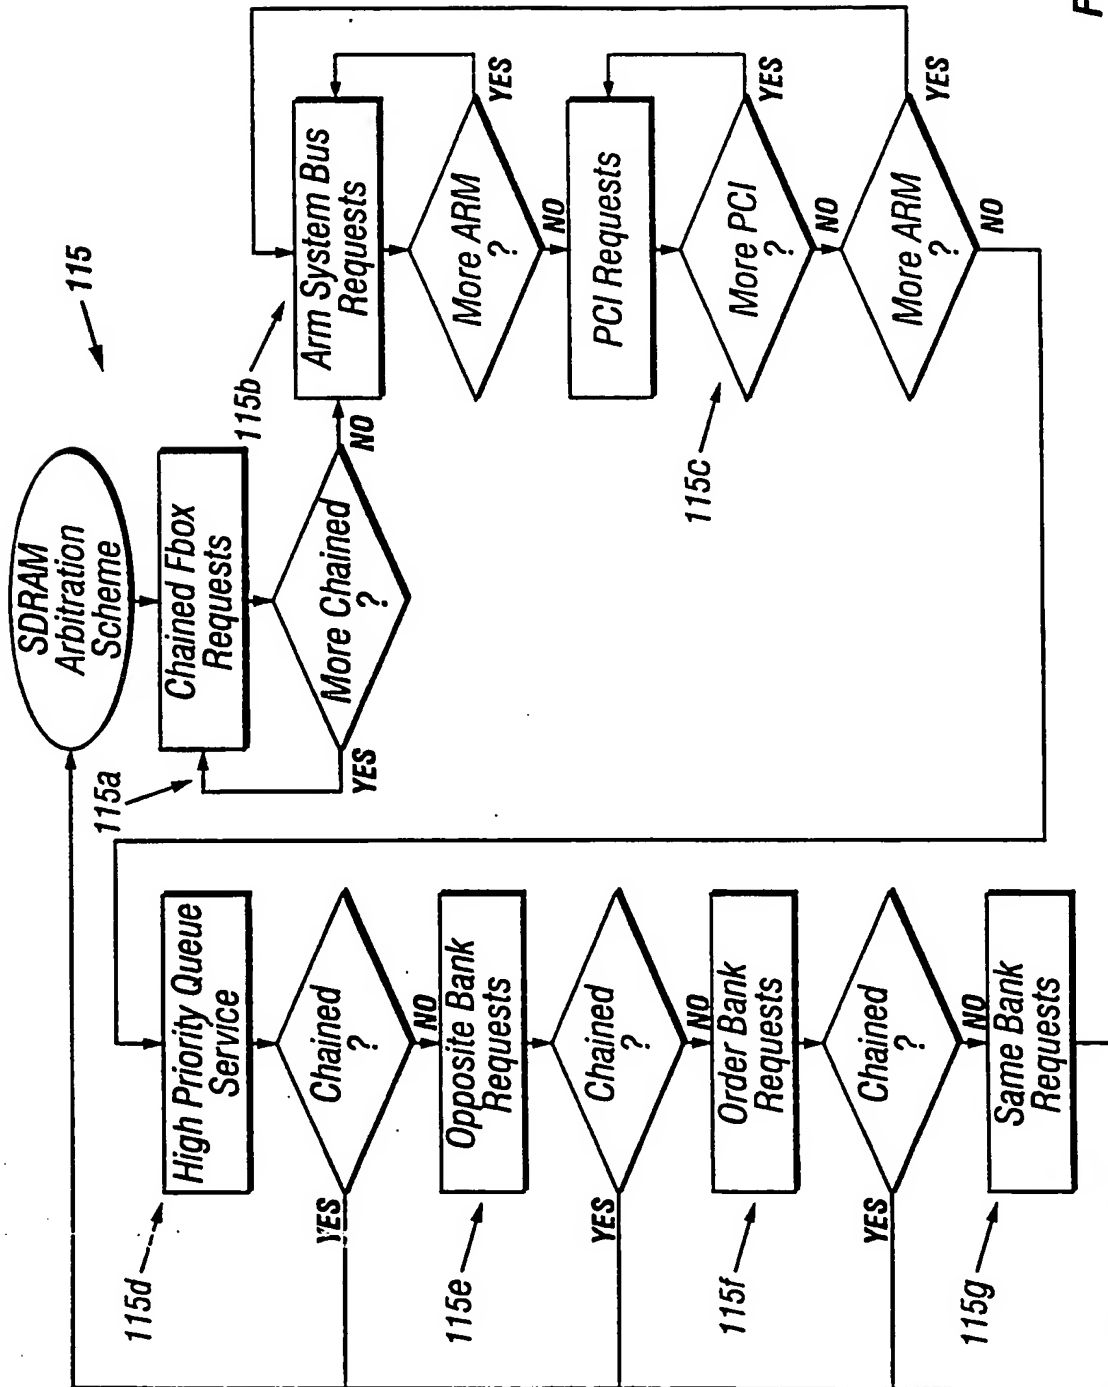 115
SDRAM
Arbitration
Scheme
115a
Chained Fbox
Requests
More Chained
?
YES
NO
115b
Arm System Bus
Requests
More ARM
?
YES
NO
PCI Requests
115c
More PCI
?
YES
NO
More ARM
?
YES
NO
115d
High Priority Queue
Service
Chained
?
YES
NO
115e
Opposite Bank
Requests
Chained
?
YES
NO
115f
Order Bank
Requests
Chained
?
YES
NO
115g
Same Bank
Requests